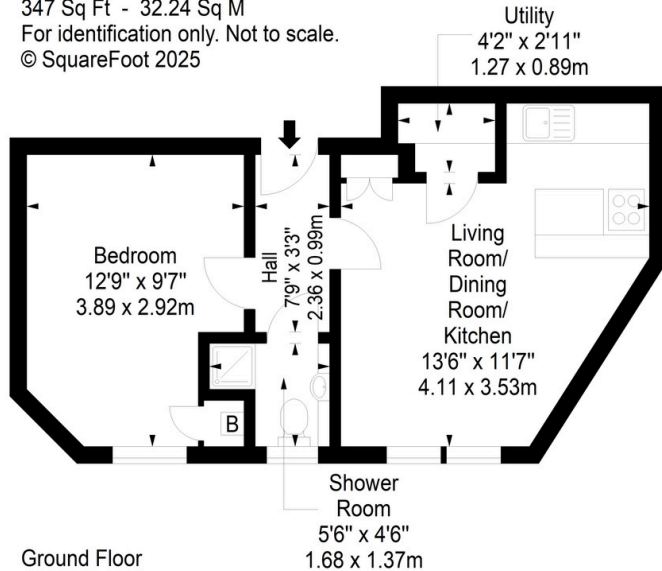 347 Sq Ft - 32.24 Sq M
For identification only. Not to scale.
© SquareFoot 2025
Utility
4'2" x 2'11"
1.27 x 0.89m
Bedroom
12'9" x 9'7"
3.89 x 2.92m
Hall
7'9" x 3'3"
2.36 x 0.99m
Living
Room/
Dining
Room/
Kitchen
13'6" x 11'7"
4.11 x 3.53m
B
Shower
Room
5'6" x 4'6"
1.68 x 1.37m
Ground Floor